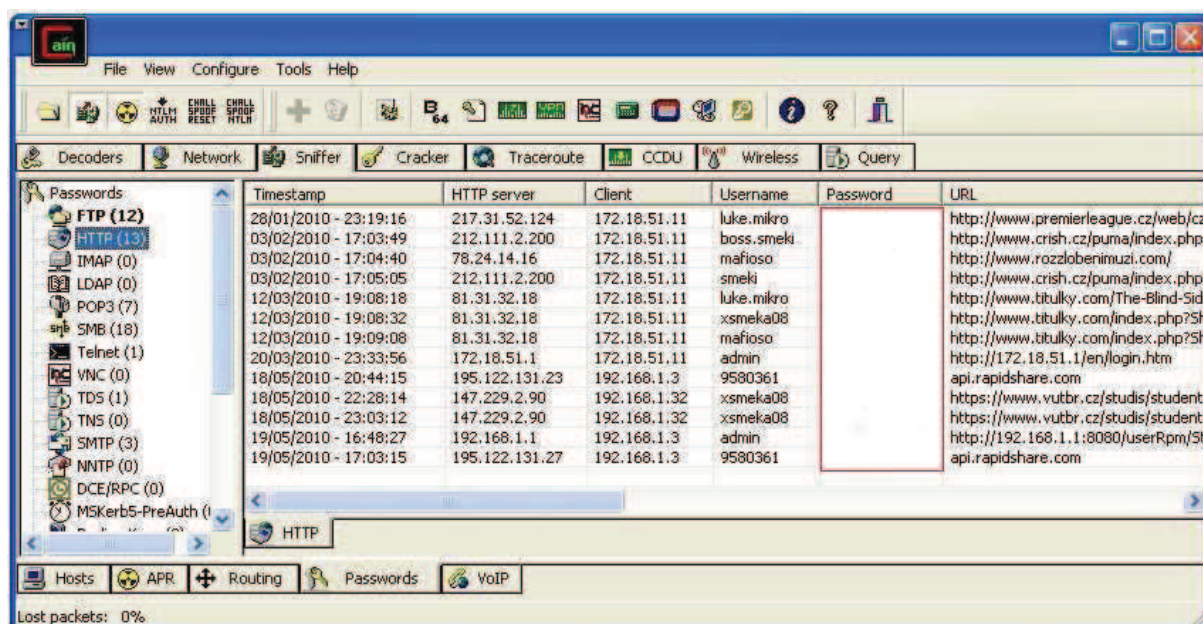 Cain
File View Configure Tools Help
NTLM AUTH CHALL SPOOF RESET CHALL SPOOF NTLM B 64
Decoders Network Sniffer Cracker Traceroute CCDU Wireless Query
Passwords
FTP (12)
HTTP (13)
IMAP (0)
LDAP (0)
POP3 (7)
SMB (18)
Telnet (1)
VNC (0)
TDS (1)
TNS (0)
SMTP (3)
NNTP (0)
DCE/RPC (0)
MSKerb5-PreAuth (
Timestamp HTTP server Client Username Password URL
28/01/2010 - 23:19:16 217.31.52.124 172.18.51.11 luke.mikro http://www.premierleague.cz/web/cz
03/02/2010 - 17:03:49 212.111.2.200 172.18.51.11 boss.smeki http://www.crish.cz/puma/index.php
03/02/2010 - 17:04:40 78.24.14.16 172.18.51.11 mafioso http://www.rozzlobenimuzi.com/
03/02/2010 - 17:05:05 212.111.2.200 172.18.51.11 smeki http://www.crish.cz/puma/index.php
12/03/2010 - 19:08:18 81.31.32.18 172.18.51.11 luke.mikro http://www.titulky.com/The-Blind-Sid
12/03/2010 - 19:08:32 81.31.32.18 172.18.51.11 xsmeka08 http://www.titulky.com/index.php?Sh
12/03/2010 - 19:09:08 81.31.32.18 172.18.51.11 mafioso http://www.titulky.com/index.php?Sh
20/03/2010 - 23:33:56 172.18.51.1 172.18.51.11 admin http://172.18.51.1/en/login.htm
18/05/2010 - 20:44:15 195.122.131.23 192.168.1.3 9580361 api.rapidshare.com
18/05/2010 - 22:28:14 147.229.2.90 192.168.1.32 xsmeka08 https://www.vutbr.cz/studis/student
18/05/2010 - 23:03:12 147.229.2.90 192.168.1.32 xsmeka08 https://www.vutbr.cz/studis/student
19/05/2010 - 16:48:27 192.168.1.1 192.168.1.3 admin http://192.168.1.1:8080/userRpm/St
19/05/2010 - 17:03:15 195.122.131.27 192.168.1.3 9580361 api.rapidshare.com
HTTP
Hosts APR Routing Passwords VoIP
Lost packets: 0%